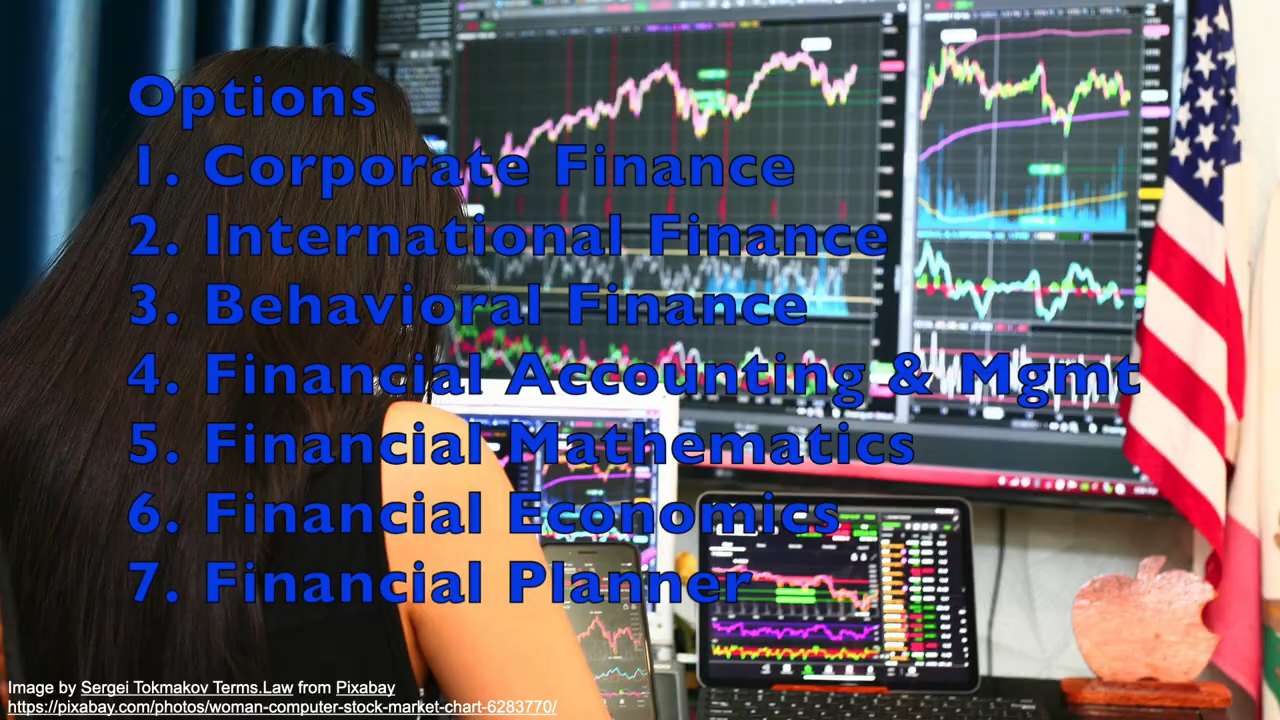 Options
1. Corporate Finance
2. International Finance
3. Behavioral Finance
4. Financial Accounting & Mgmt
5. Financial Mathematics
6. Financial Economics
7. Financial Planner
Image by Sergei Tokmakov Terms.Law from Pixabay
https://pixabay.com/photos/woman-computer-stock-market-chart-6283770/